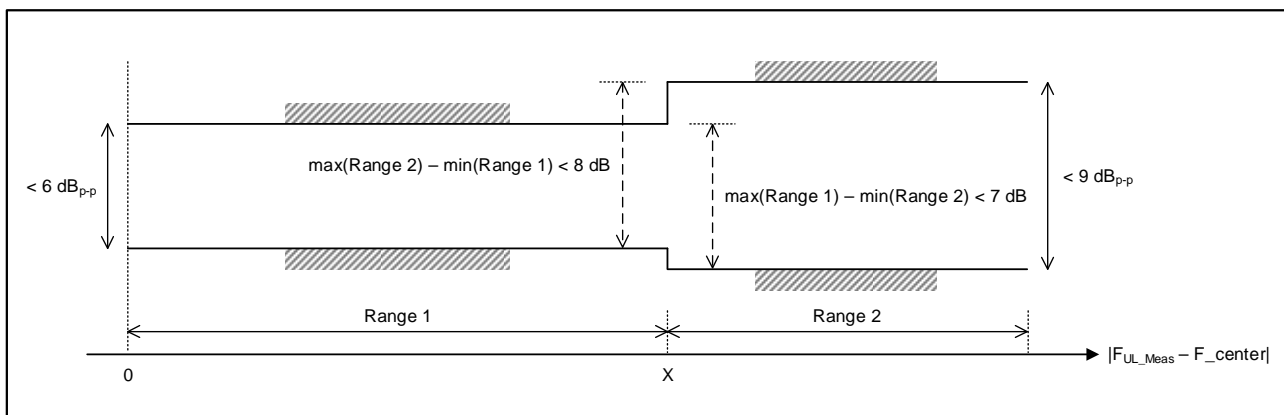 max(Range 2) – min(Range 1) < 8 dB
< 6 dBp-p
< 9 dBp-p
max(Range 1) – min(Range 2) < 7 dB
Range 1
Range 2
|FUL_Meas – F_center|
0
X